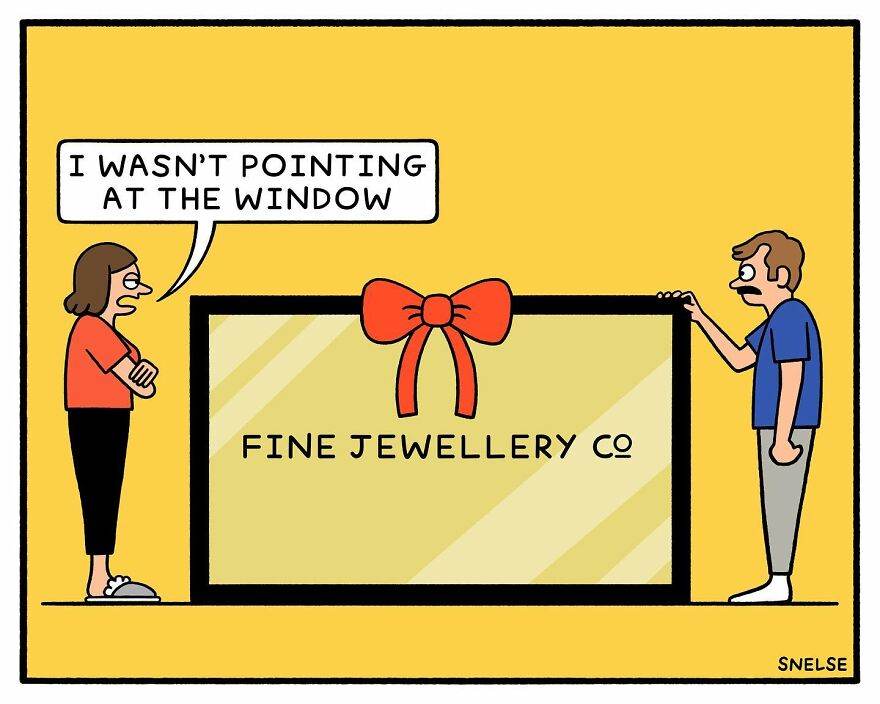 I WASN'T POINTING
AT THE WINDOW
FINE JEWELLERY CO
SNELSE